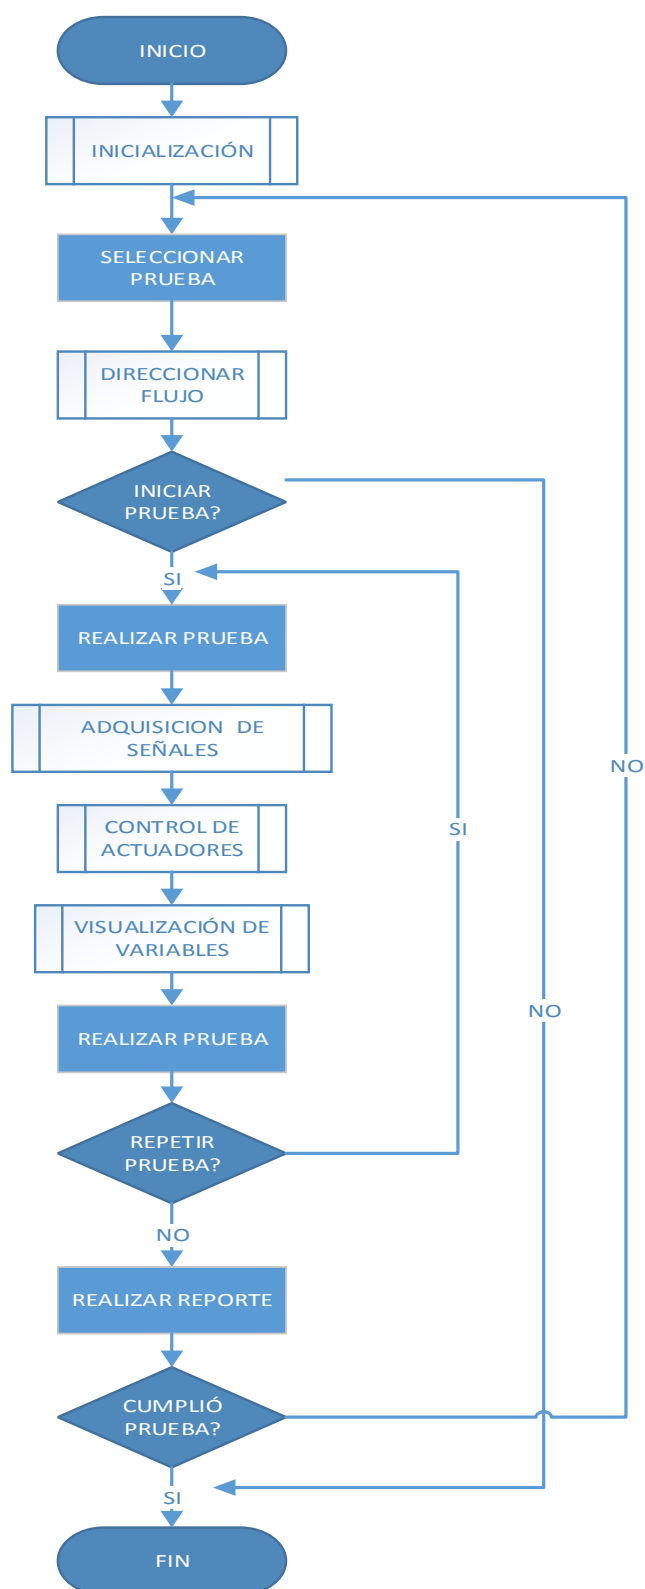 INICIO
INICIALIZACIÓN
SELECCIONAR
PRUEBA
DIRECCIONAR
FLUJO
INICIAR
PRUEBA?
SI
REALIZAR PRUEBA
ADQUISICION DE
SEÑALES
NO
CONTROL DE
ACTUADORES
SI
VISUALIZACIÓN DE
VARIABLES
NO
REALIZAR PRUEBA
REPETIR
PRUEBA?
NO
REALIZAR REPORTE
CUMPLIÓ
PRUEBA?
SI
FIN